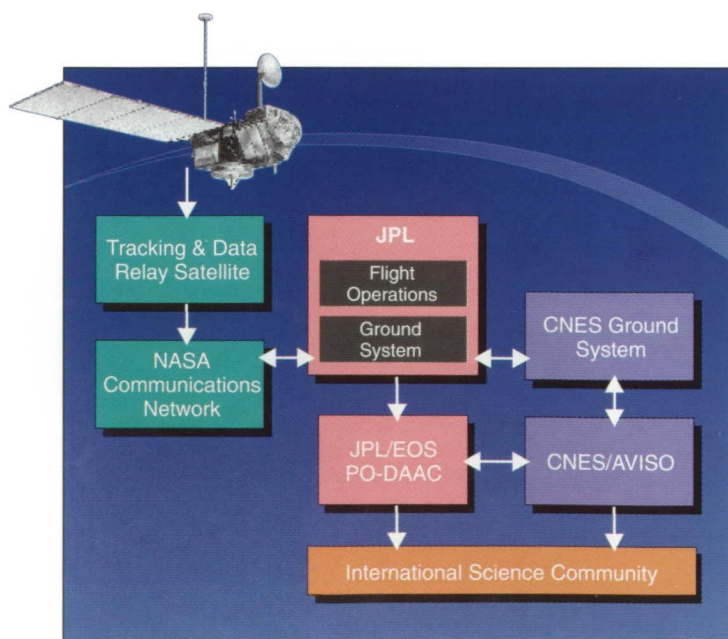 Tracking & Data
Relay Satellite
NASA
Communications
Network
JPL
Flight
Operations
Ground
System
CNES Ground
System
JPL/EOS
PO-DAAC
CNES/AVISO
International Science Community